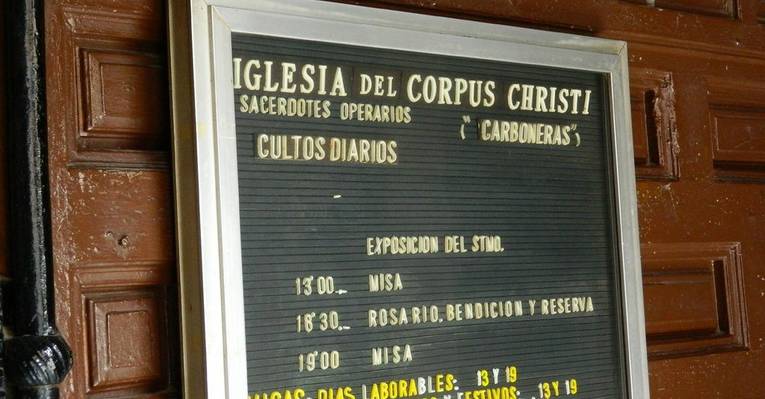 IGLESIA DEL CORPUS CHRISTI
SACERDOTES OPERARIOS
("CARBONERAS")
CULTOS DIARIOS
EXPOSICION DEL STMO.
13'00._ MISA
18'30._ ROSARIO. BENDICION Y RESERVA
19'00 MISA
MISAS: DIAS LABORABLES: 13 Y 19
Y FESTIVOS: 13 Y 19